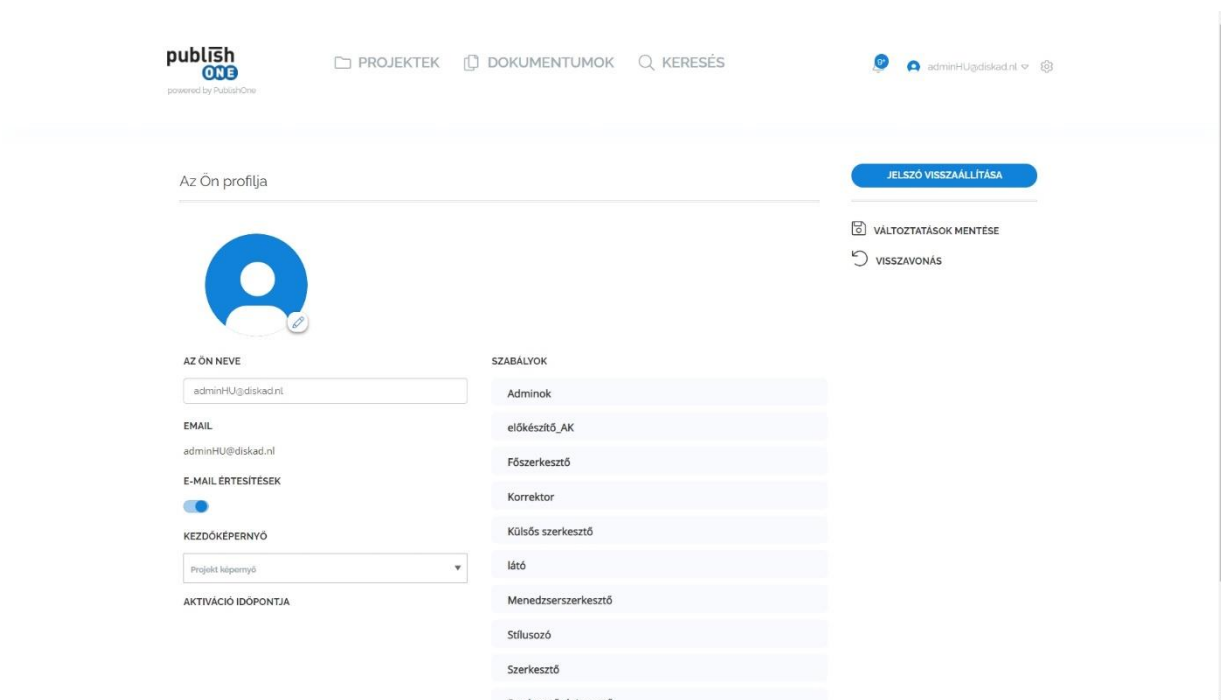 publish
ONE
powered by PublishOne
PROJEKTEK
DOKUMENTUMOK
KERESÉS
9+
adminHU@diskad.nl
Az Ön profilja
JELSZÓ VISSZAÁLLÍTÁSA
VÁLTOZTATÁSOK MENTÉSE
VISSZAVONÁS
AZ ÖN NEVE
adminHU@diskad.nl
EMAIL
adminHU@diskad.nl
E-MAIL ÉRTESÍTÉSEK
KEZDŐKÉPERNYŐ
Projekt képernyő
AKTIVÁCIÓ IDŐPONTJA
SZABÁLYOK
Adminok
előkészítő_AK
Főszerkesztő
Korrektor
Külsős szerkesztő
látó
Menedzserszerkesztő
Stílusozó
Szerkesztő